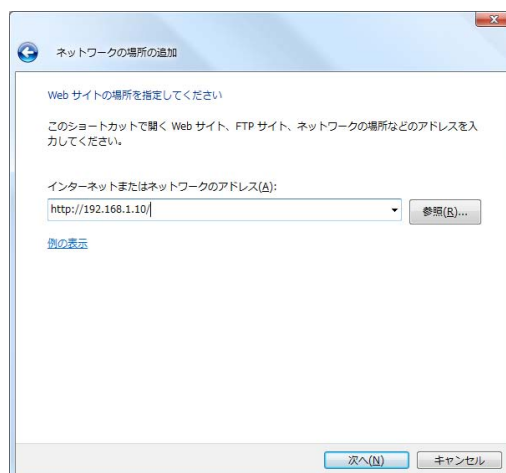 ネットワークの場所の追加
Web サイトの場所を指定してください
このショートカットで開く Web サイト、FTP サイト、ネットワークの場所などのアドレスを入
力してください。
インターネットまたはネットワークのアドレス(A):
http://192.168.1.10/
参照(R)...
例の表示
次へ(N)
キャンセル